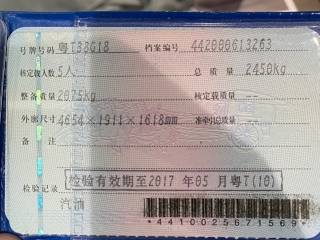 号牌号码 粤T38G18 档案编号 442000613263
核定载人数 5人 总质量 2450kg
整备质量 2075kg 核定载质量 --
外廓尺寸 4654×1911×1618mm 准牵引总质量 --
备注
检验有效期至2017 年05 月粤T(10)
检验记录
汽油
*4410025671569*